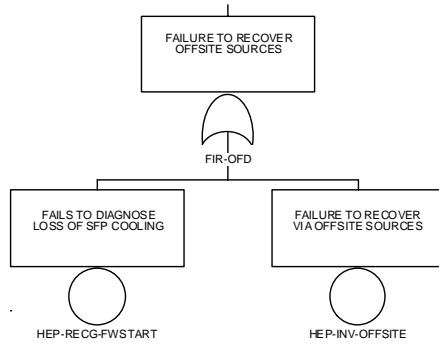 FAILURE TO RECOVER
OFFSITE SOURCES
FIR-OFD
FAILS TO DIAGNOSE
LOSS OF SFP COOLING
FAILURE TO RECOVER
VIA OFFSITE SOURCES
HEP-RECG-FWSTART
HEP-INV-OFFSITE